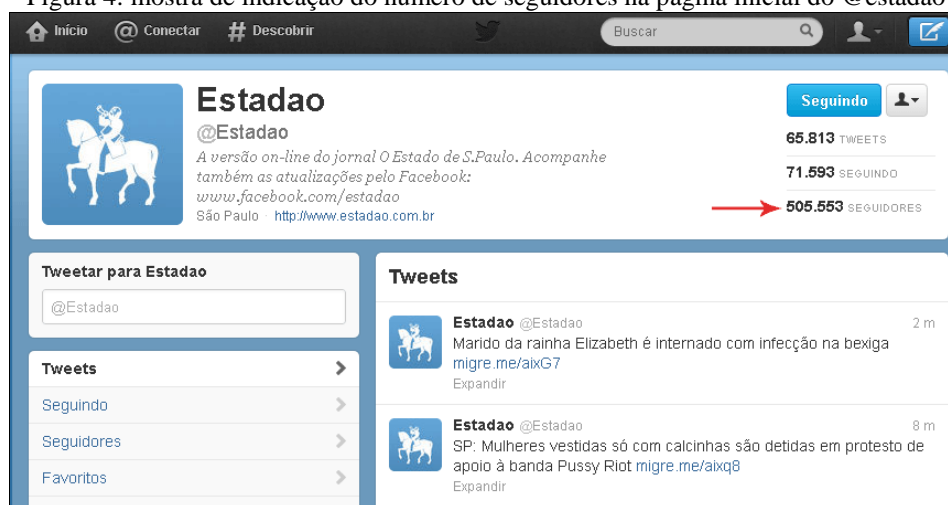 Figura 4: mostra de indicação do número de seguidores na página inicial do @estadao
Início @ Conectar # Descobrir Buscar
Estadao
@Estadao
A versão on-line do jornal O Estado de S.Paulo. Acompanhe
também as atualizações pelo Facebook:
www.facebook.com/estadao
São Paulo · http://www.estadao.com.br
Seguindo
65.813 TWEETS
71.593 SEGUINDO
505.553 SEGUIDORES
Tweetar para Estadao
@Estadao
Tweets
Seguindo
Seguidores
Favoritos
Tweets
Estadao @Estadao 2 m
Marido da rainha Elizabeth é internado com infecção na bexiga
migre.me/aixG7
Expandir
Estadao @Estadao 8 m
SP: Mulheres vestidas só com calcinhas são detidas em protesto de
apoio à banda Pussy Riot migre.me/aixq8
Expandir